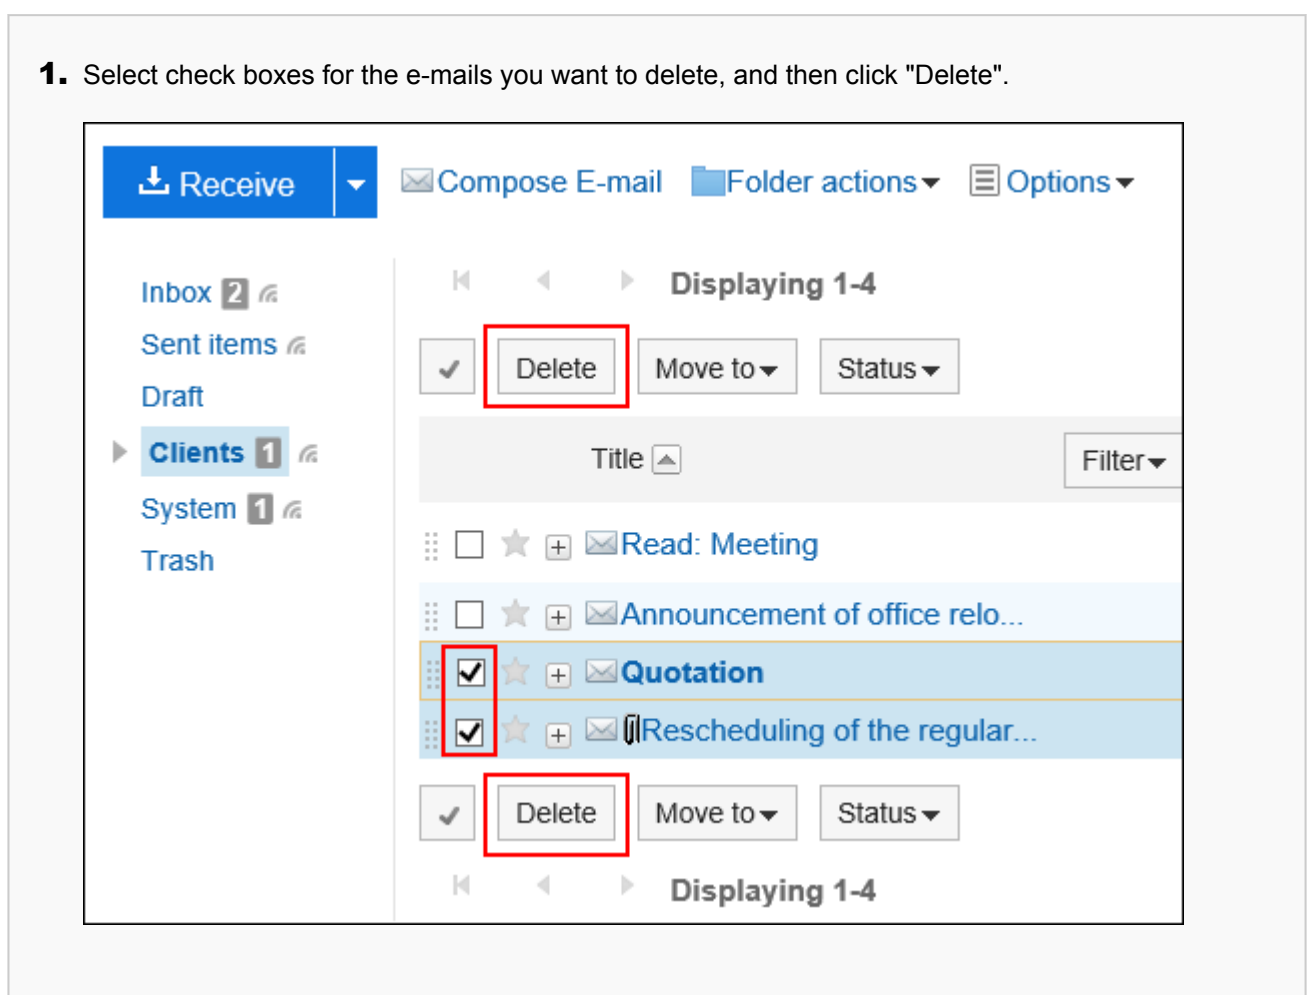 1. Select check boxes for the e-mails you want to delete, and then click "Delete".
Receive Compose E-mail Folder actions Options
Inbox 2
Sent items
Draft
Clients 1
System 1
Trash
Displaying 1-4
Delete Move to Status
Title Filter
Read: Meeting
Announcement of office relo...
Quotation
Rescheduling of the regular...
Delete Move to Status
Displaying 1-4